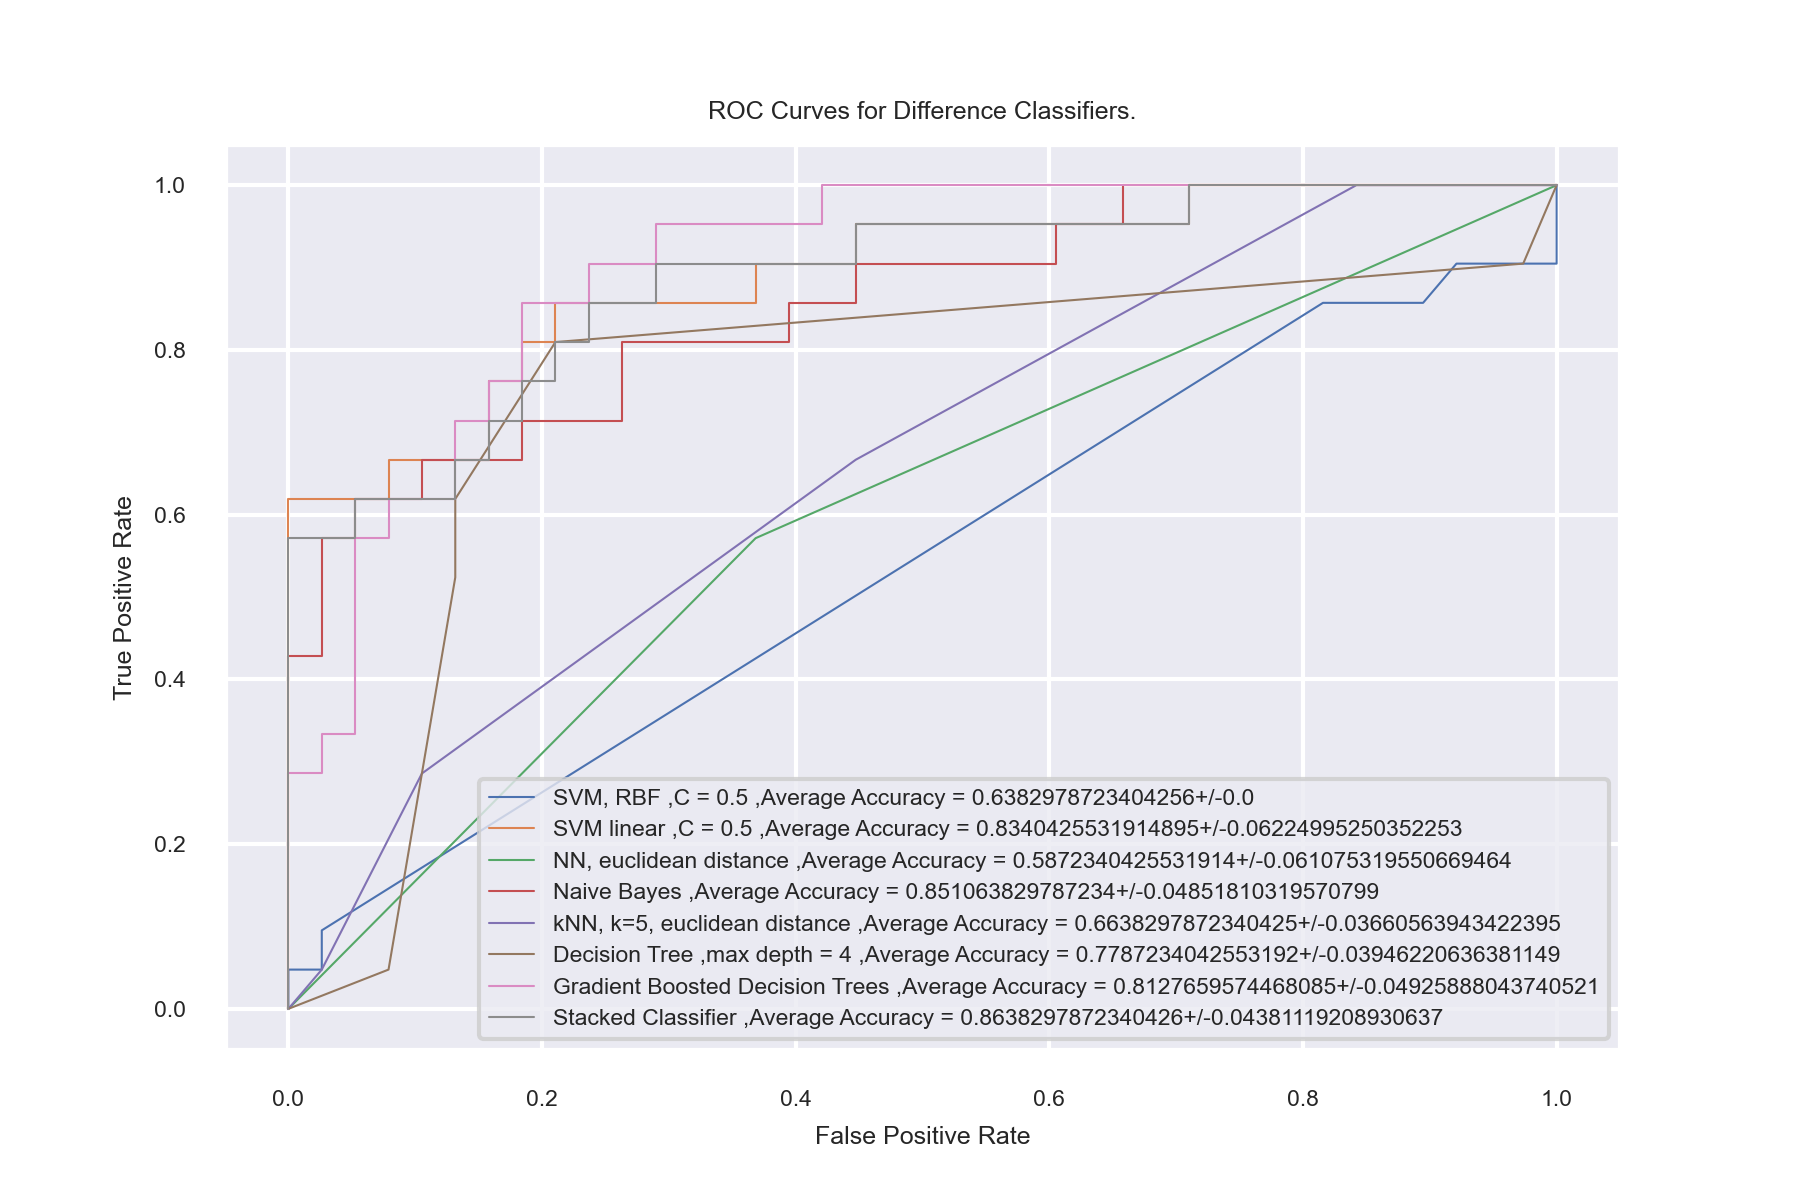 ROC Curves for Difference Classifiers.
1.0
0.8
0.6
0.4
0.2
0.0
True Positive Rate
SVM, RBF ,C = 0.5 ,Average Accuracy = 0.6382978723404256+/-0.0
SVM linear ,C = 0.5 ,Average Accuracy = 0.8340425531914895+/-0.06224995250352253
NN, euclidean distance ,Average Accuracy = 0.5872340425531914+/-0.061075319550669464
Naive Bayes ,Average Accuracy = 0.851063829787234+/-0.04851810319570799
kNN, k=5, euclidean distance ,Average Accuracy = 0.6638297872340425+/-0.03660563943422395
Decision Tree ,max depth = 4 ,Average Accuracy = 0.7787234042553192+/-0.03946220636381149
Gradient Boosted Decision Trees ,Average Accuracy = 0.8127659574468085+/-0.04925888043740521
Stacked Classifier ,Average Accuracy = 0.8638297872340426+/-0.04381119208930637
0.0 0.2 0.4 0.6 0.8 1.0
False Positive Rate